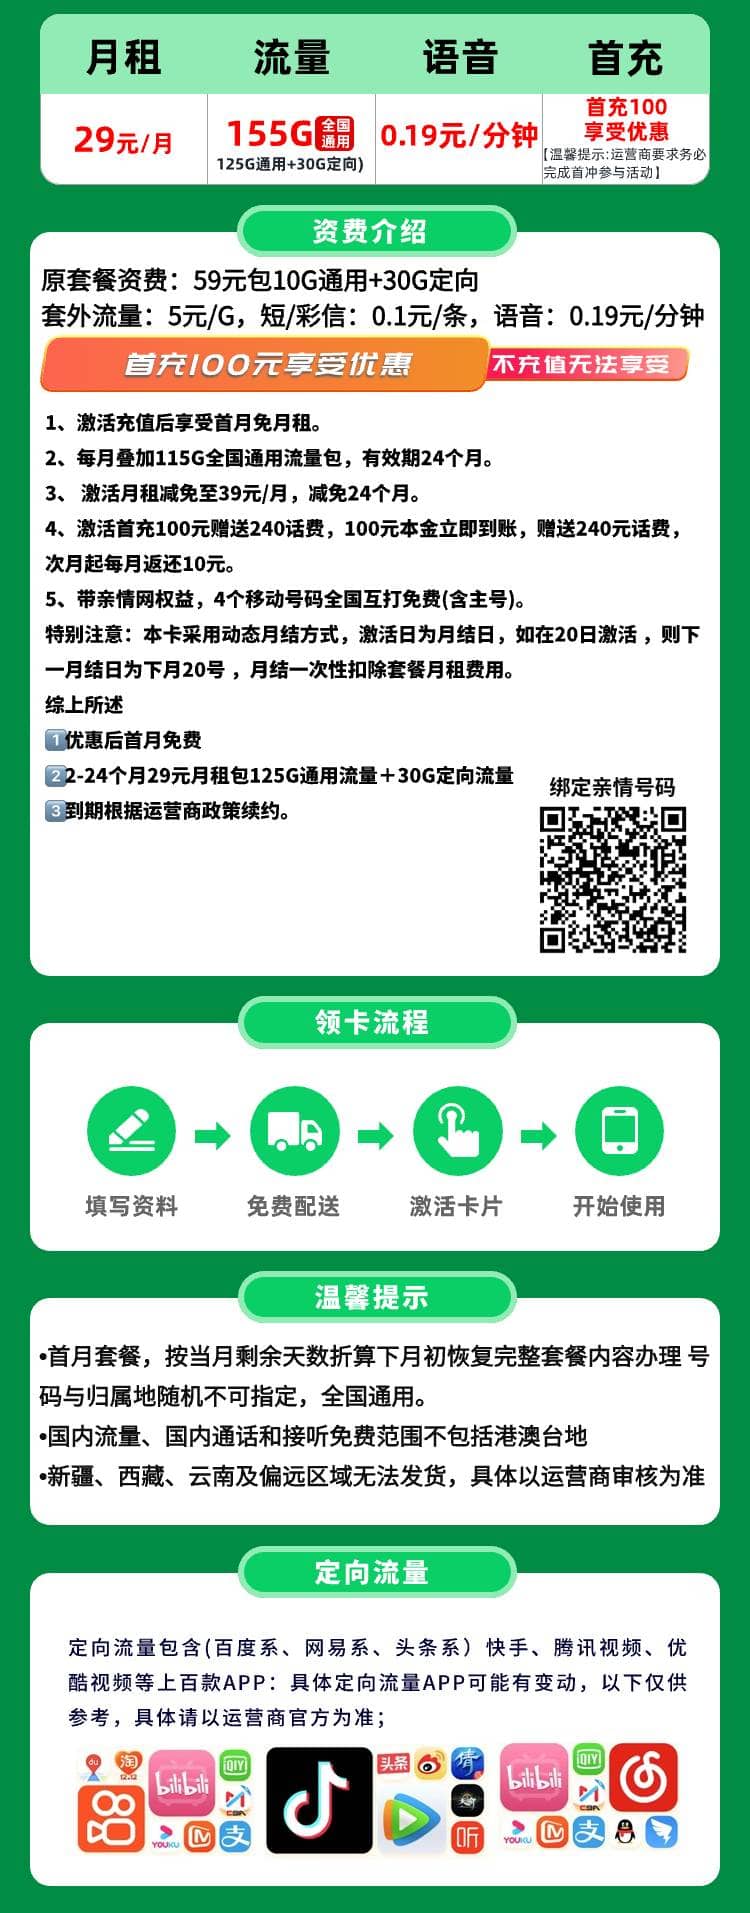 月租 流量 语音 首充
29元/月
155G 全国通用
125G通用+30G定向)
0.19元/分钟
首充100
享受优惠
【温馨提示:运营商要求务必
完成首冲参与活动】
资费介绍
原套餐资费：59元包10G通用+30G定向
套外流量：5元/G，短/彩信：0.1元/条，语音：0.19元/分钟
首充100元享受优惠 不充值无法享受
1、激活充值后享受首月免月租。
2、每月叠加115G全国通用流量包，有效期24个月。
3、 激活月租减免至39元/月，减免24个月。
4、激活首充100元赠送240话费，100元本金立即到账，赠送240元话费，
次月起每月返还10元。
5、带亲情网权益，4个移动号码全国互打免费(含主号)。
特别注意：本卡采用动态月结方式，激活日为月结日，如在20日激活 ，则下
一月结日为下月20号 ，月结一次性扣除套餐月租费用。
综上所述
1优惠后首月免费
22-24个月29元月租包125G通用流量＋30G定向流量
3到期根据运营商政策续约。
绑定亲情号码
领卡流程
填写资料 免费配送 激活卡片 开始使用
温馨提示
•首月套餐，按当月剩余天数折算下月初恢复完整套餐内容办理 号
码与归属地随机不可指定，全国通用。
•国内流量、国内通话和接听免费范围不包括港澳台地
•新疆、西藏、云南及偏远区域无法发货，具体以运营商审核为准
定向流量
定向流量包含(百度系、网易系、头条系）快手、腾讯视频、优
酷视频等上百款APP：具体定向流量APP可能有变动，以下仅供
参考，具体请以运营商官方为准；
du 淘 12.12 bilibili QIY CBA YOUKU 支
头条 倩 听
bilibili QIY CBA YOUKU 支